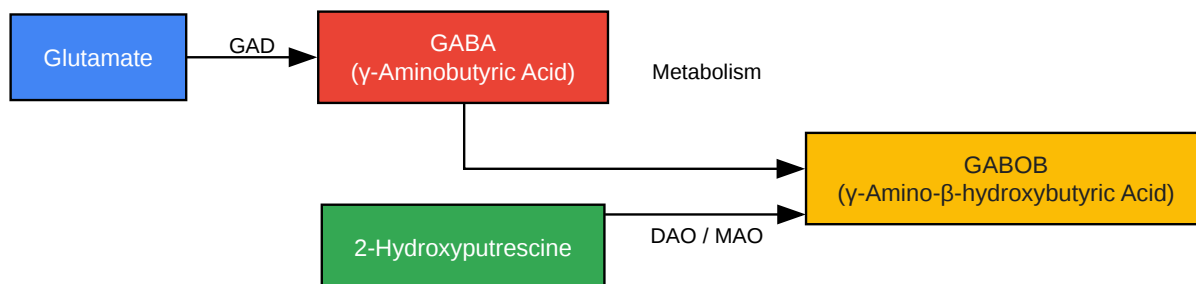 Glutamate
GAD
GABA
(γ-Aminobutyric Acid)
Metabolism
GABOB
(γ-Amino-β-hydroxybutyric Acid)
2-Hydroxyputrescine
DAO / MAO